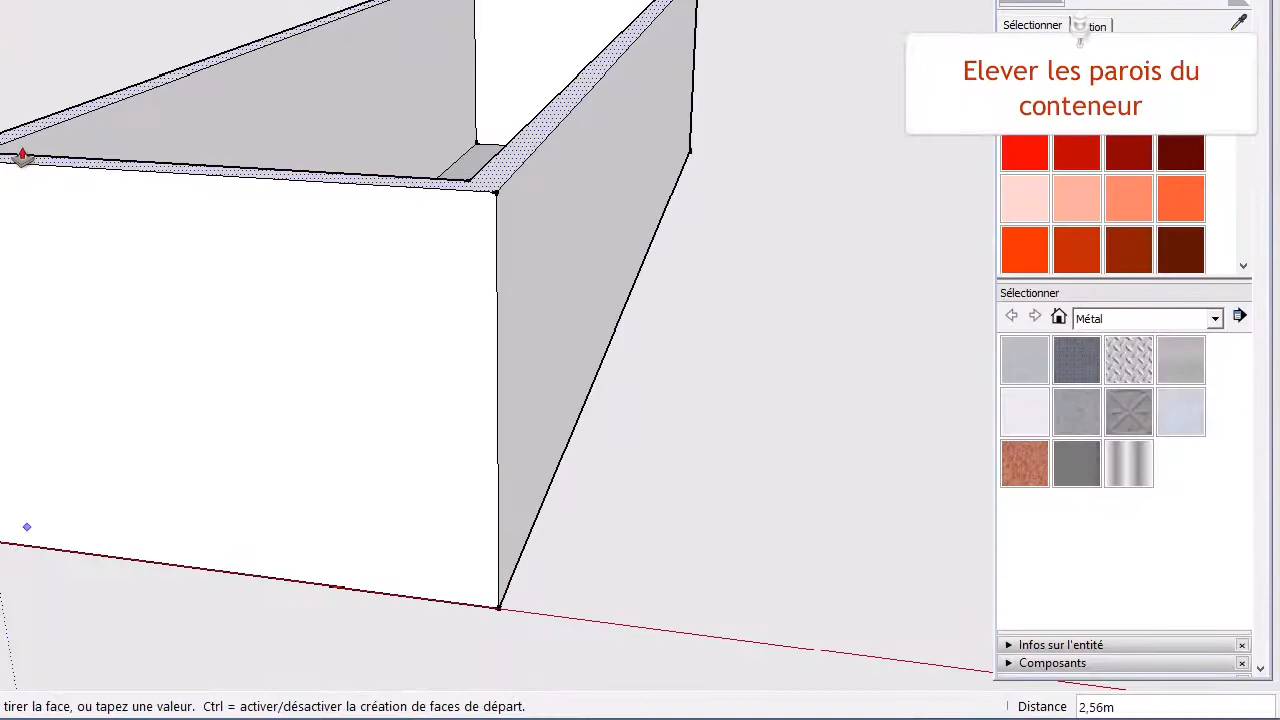 Sélectionner
tion
Elever les parois du
conteneur
Sélectionner
Métal
Infos sur l'entité
Composants
tirer la face, ou tapez une valeur. Ctrl = activer/désactiver la création de faces de départ.
Distance
2,56m